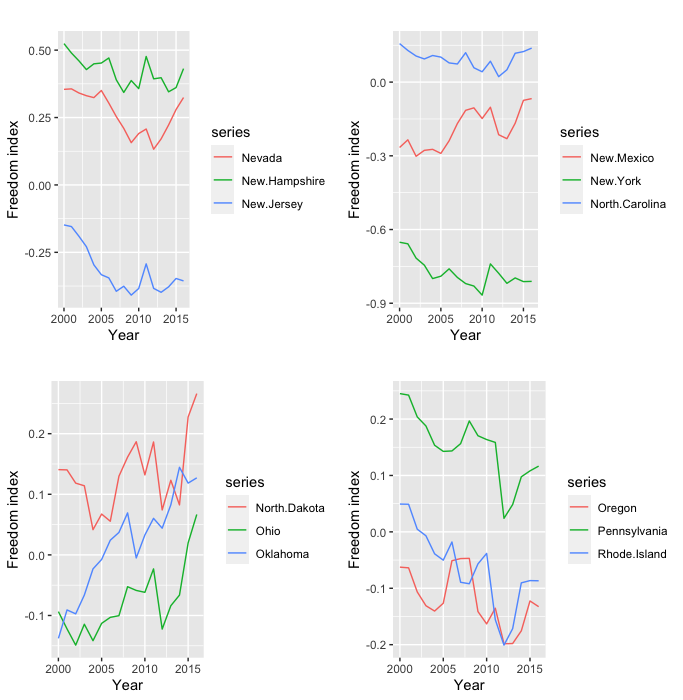 0.50
0.25
0.00
-0.25
Freedom index
2000 2005 2010 2015
Year
series
Nevada
New.Hampshire
New.Jersey
0.0
-0.3
-0.6
-0.9
Freedom index
2000 2005 2010 2015
Year
series
New.Mexico
New.York
North.Carolina
0.2
0.1
0.0
-0.1
Freedom index
2000 2005 2010 2015
Year
series
North.Dakota
Ohio
Oklahoma
0.2
0.1
0.0
-0.1
-0.2
Freedom index
2000 2005 2010 2015
Year
series
Oregon
Pennsylvania
Rhode.Island